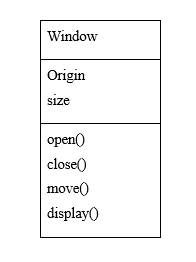 Window
Origin
size
open()
close()
move()
display()